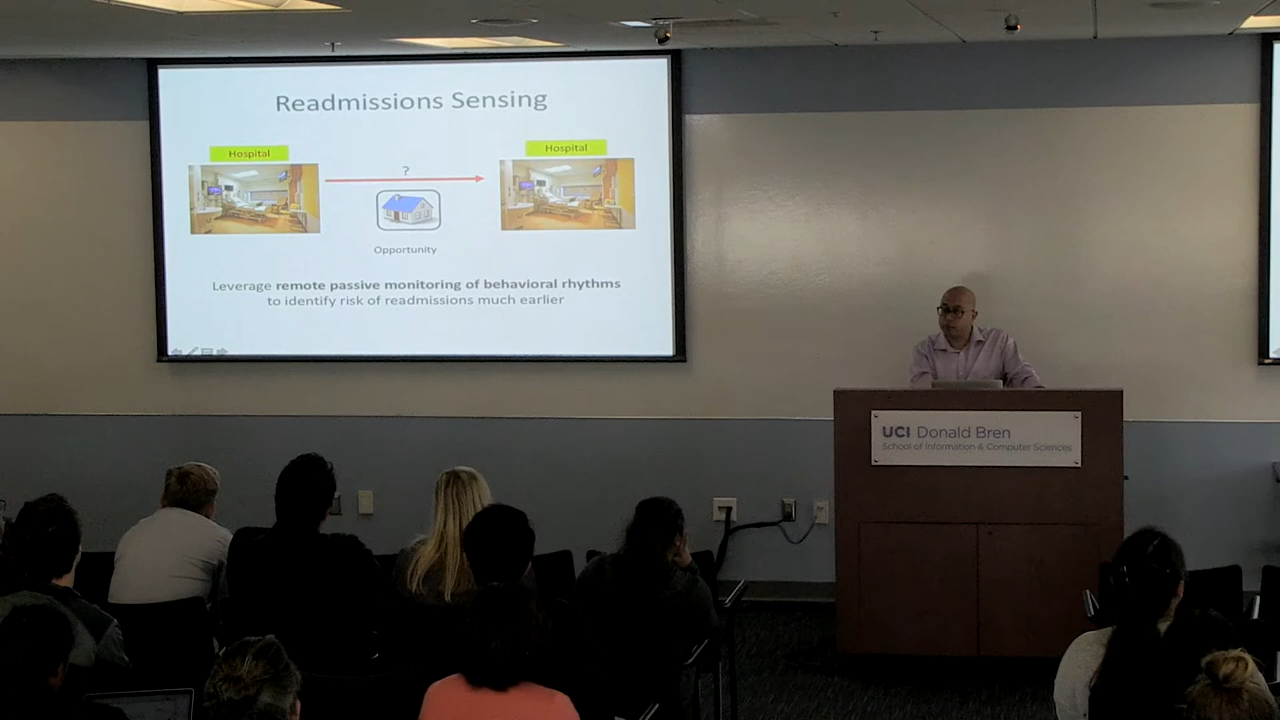 Readmissions Sensing
Hospital
Hospital
?
Opportunity
Leverage remote passive monitoring of behavioral rhythms
to identify risk of readmissions much earlier
UCI Donald Bren
School of Information & Computer Sciences